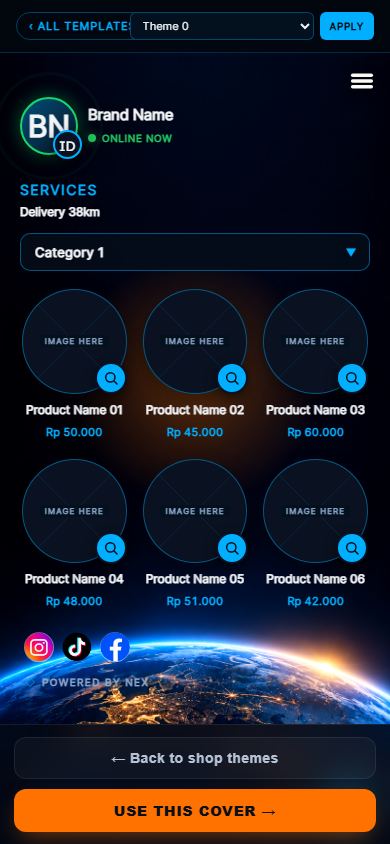 ‹ ALL TEMPLATES
Theme 0
APPLY
BN
ID
Brand Name
ONLINE NOW
SERVICES
Delivery 38km
Category 1
IMAGE HERE IMAGE HERE IMAGE HERE
Product Name 01 Product Name 02 Product Name 03
Rp 50.000 Rp 45.000 Rp 60.000
IMAGE HERE IMAGE HERE IMAGE HERE
Product Name 04 Product Name 05 Product Name 06
Rp 48.000 Rp 51.000 Rp 42.000
POWERED BY NEX
← Back to shop themes
USE THIS COVER →